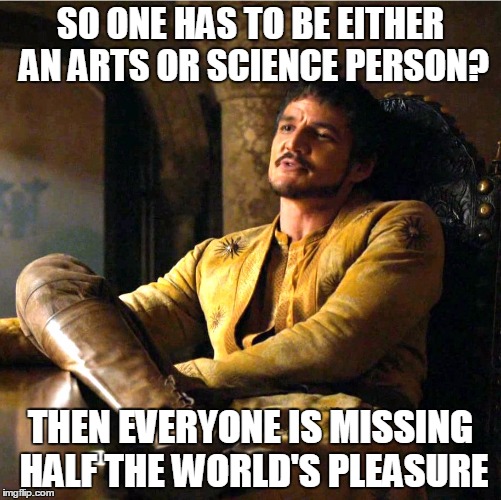 SO ONE HAS TO BE EITHER
AN ARTS OR SCIENCE PERSON?
THEN EVERYONE IS MISSING
HALF THE WORLD'S PLEASURE
imgflip.com